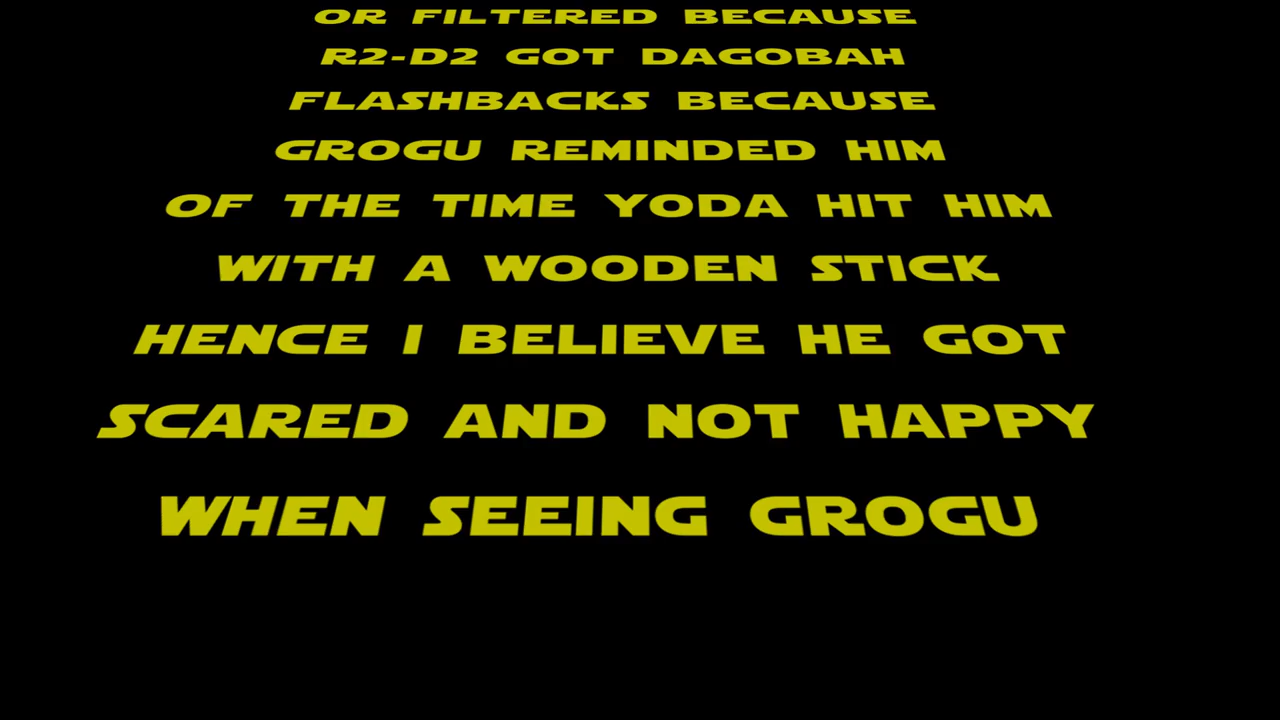 OR FILTERED BECAUSE
R2-D2 GOT DAGOBAH
FLASHBACKS BECAUSE
GROGU REMINDED HIM
OF THE TIME YODA HIT HIM
WITH A WOODEN STICK
HENCE I BELIEVE HE GOT
SCARED AND NOT HAPPY
WHEN SEEING GROGU